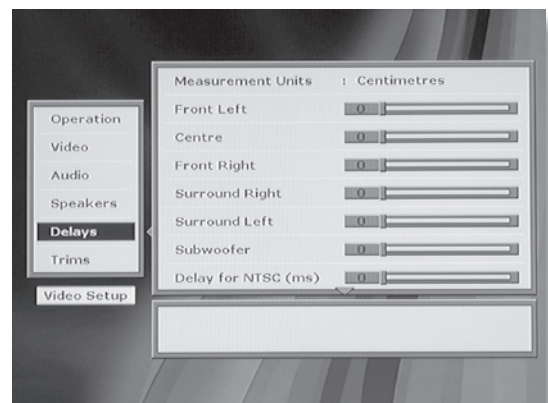 Operation
Video
Audio
Speakers
Delays
Trims
Video Setup
Measurement Units : Centimetres
Front Left 0
Centre 0
Front Right 0
Surround Right 0
Surround Left 0
Subwoofer 0
Delay for NTSC (ms) 0